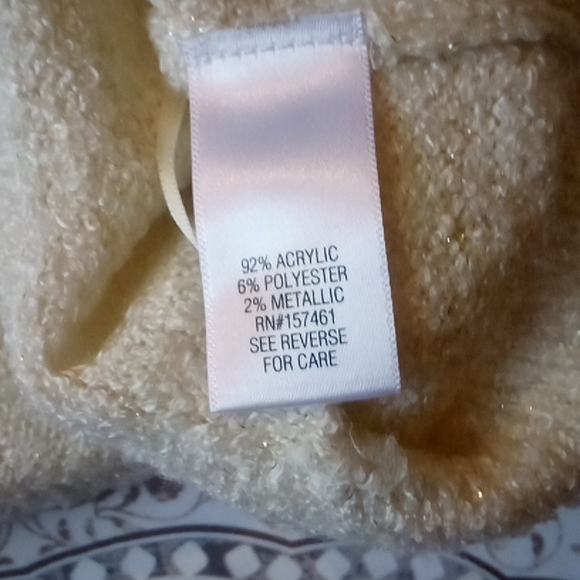 92% ACRYLIC
6% POLYESTER
2% METALLIC
RN#157461
SEE REVERSE
FOR CARE